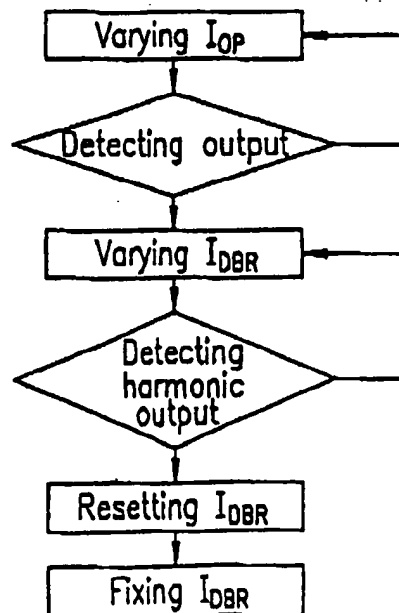 Varying I_OP
Detecting output
Varying I_DBR
Detecting
harmonic
output
Resetting I_DBR
Fixing I_DBR